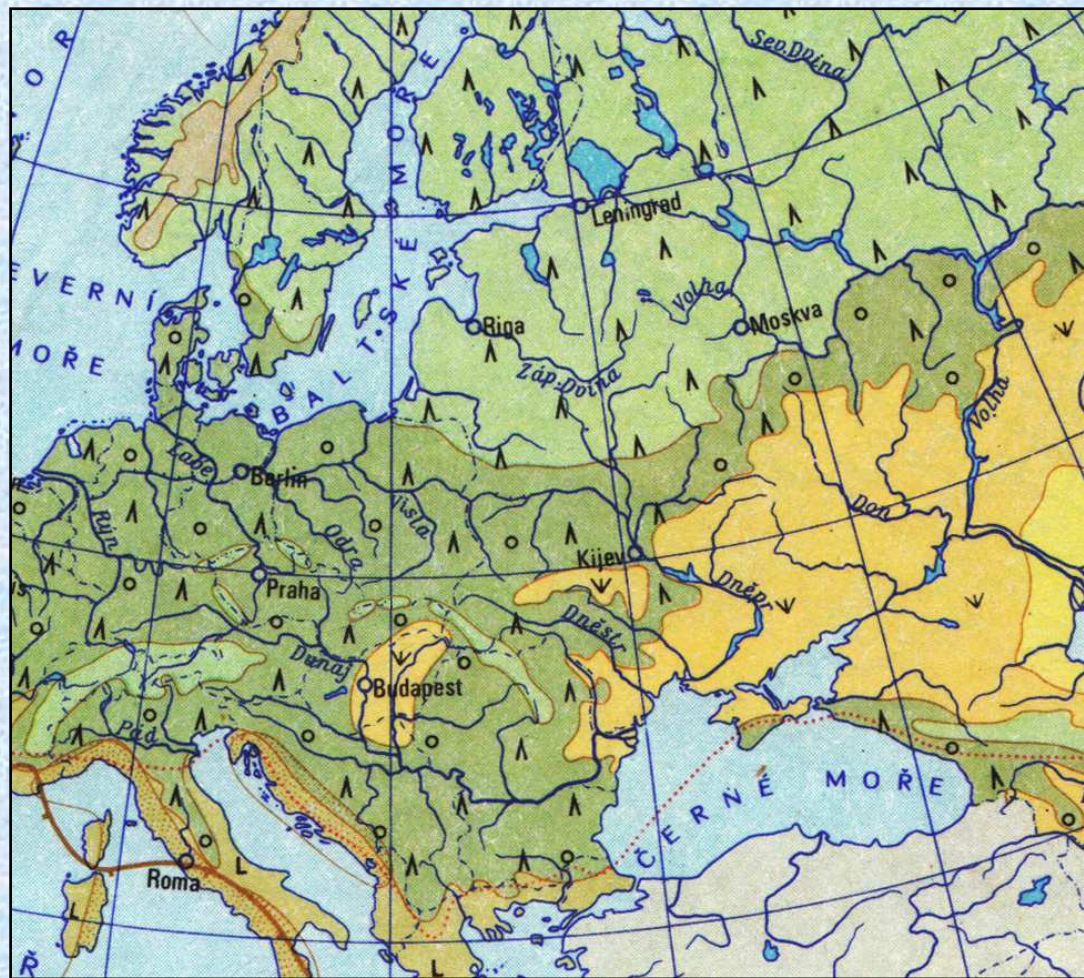 Sev. Dvina
BALTSKÉ MOŘE
Leningrad
EVERNÍ
MOŘE
Riga
Volha
Moskva
Záp. Dvina
Volha
Labe
Berlin
Rýn
Odra
Visla
Don
Praha
Kijev
Dněpr
Dněstr
Dunaj
Budapest
Pád
ČERNÉ MOŘE
Roma
L
L
L
Ř